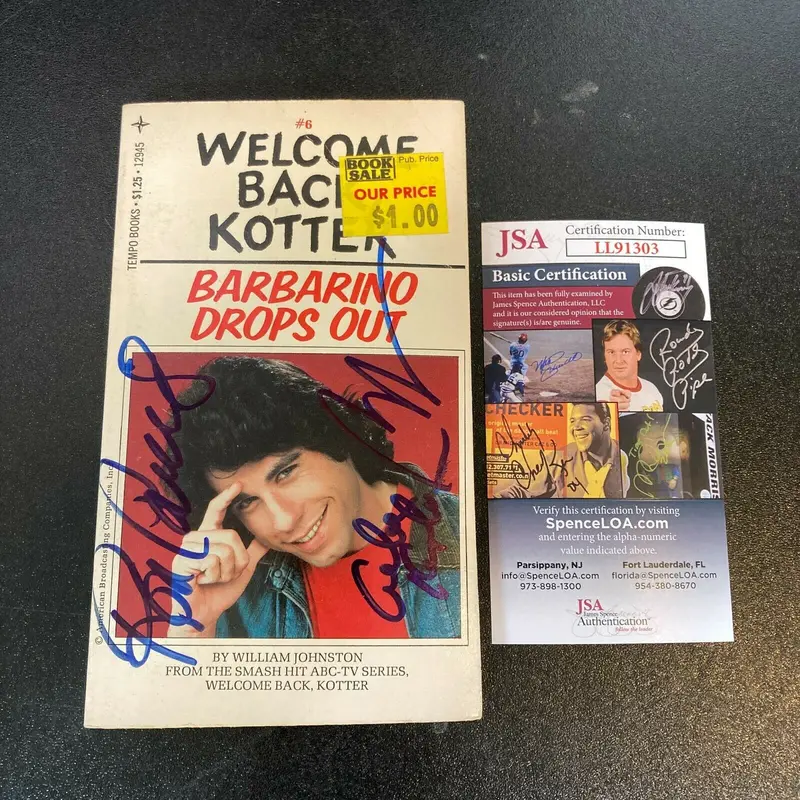 #6
WELCOME
BACK
KOTTER
BOOK
SALE
Pub. Price
OUR PRICE
$1.00
BARBARINO
DROPS OUT
TEMPO BOOKS • $1.25 • 12945
© American Broadcasting Companies, Inc.
BY WILLIAM JOHNSTON
FROM THE SMASH HIT ABC-TV SERIES,
WELCOME BACK, KOTTER
JSA
Certification Number:
LL91303
Basic Certification
This item has been fully examined by
James Spence Authentication, LLC
and it is our considered opinion that the
signature(s) is/are genuine.
CHECKER
ZACK MORRIS
Verify this certification by visiting
SpenceLOA.com
and entering the alpha-numeric
value indicated above.
Parsippany, NJ
info@SpenceLOA.com
973-898-1300
Fort Lauderdale, FL
florida@SpenceLOA.com
954-380-8670
JSA
James Spence
Authentication